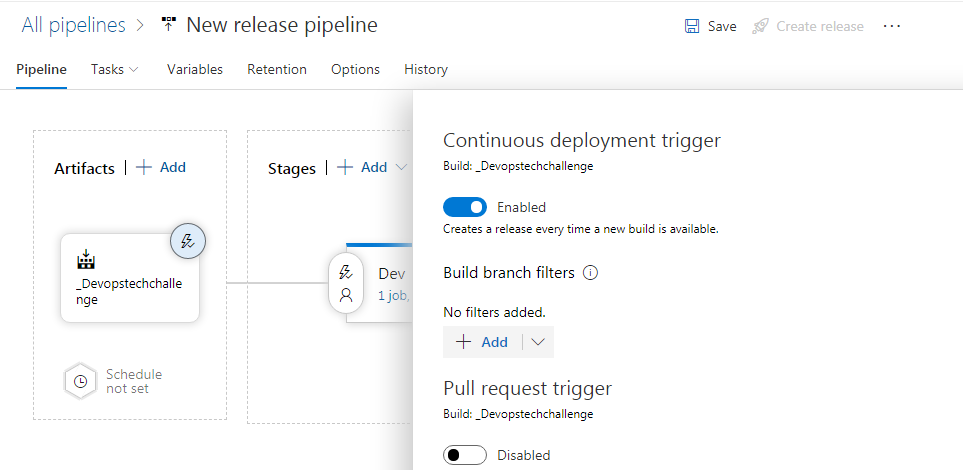 All pipelines > New release pipeline
Save
Create release
...
Pipeline
Tasks
Variables
Retention
Options
History
Artifacts | + Add
Stages | + Add
_Devopstechchalle
nge
Schedule
not set
Dev
1 job,
Continuous deployment trigger
Build: _Devopstechchallenge
Enabled
Creates a release every time a new build is available.
Build branch filters
No filters added.
+ Add
Pull request trigger
Build: _Devopstechchallenge
Disabled